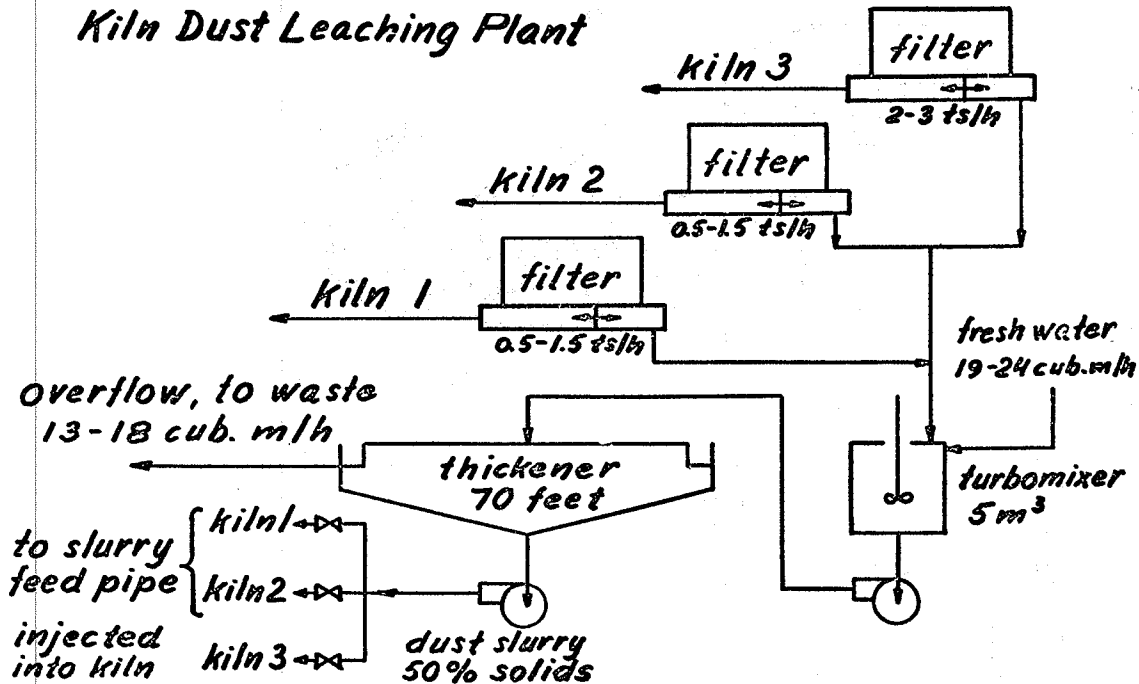 Kiln Dust Leaching Plant
filter
kiln 3
2-3 ts/h
filter
kiln 2
0.5-1.5 ts/h
filter
kiln 1
0.5-1.5 ts/h
fresh water
19-24 cub.m/h
overflow, to waste
13-18 cub. m/h
thickener
70 feet
turbomixer
5 m³
to slurry
feed pipe
kiln1
kiln2
injected
into kiln
kiln3
dust slurry
50% solids